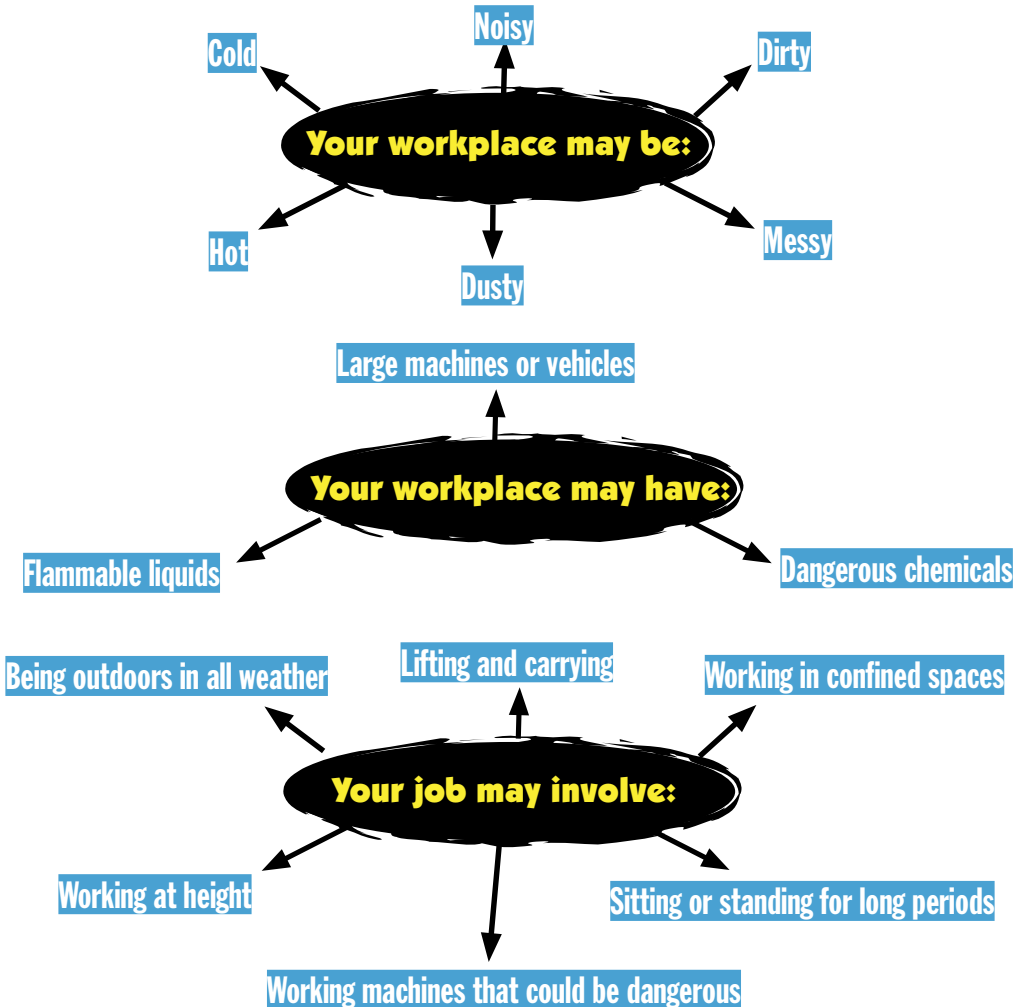 Noisy
Cold
Dirty
Your workplace may be:
Hot
Messy
Dusty
Large machines or vehicles
Your workplace may have:
Flammable liquids
Dangerous chemicals
Lifting and carrying
Being outdoors in all weather
Working in confined spaces
Your job may involve:
Working at height
Sitting or standing for long periods
Working machines that could be dangerous